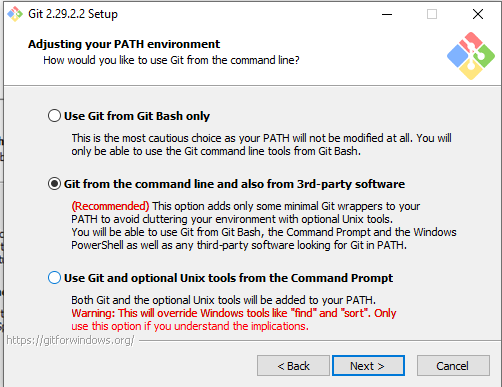 Git 2.29.2.2 Setup
Adjusting your PATH environment
How would you like to use Git from the command line?
Use Git from Git Bash only
This is the most cautious choice as your PATH will not be modified at all. You will
only be able to use the Git command line tools from Git Bash.
Git from the command line and also from 3rd-party software
(Recommended) This option adds only some minimal Git wrappers to your
PATH to avoid cluttering your environment with optional Unix tools.
You will be able to use Git from Git Bash, the Command Prompt and the Windows
PowerShell as well as any third-party software looking for Git in PATH.
Use Git and optional Unix tools from the Command Prompt
Both Git and the optional Unix tools will be added to your PATH.
Warning: This will override Windows tools like "find" and "sort". Only
use this option if you understand the implications.
https://gitforwindows.org/
< Back
Next >
Cancel